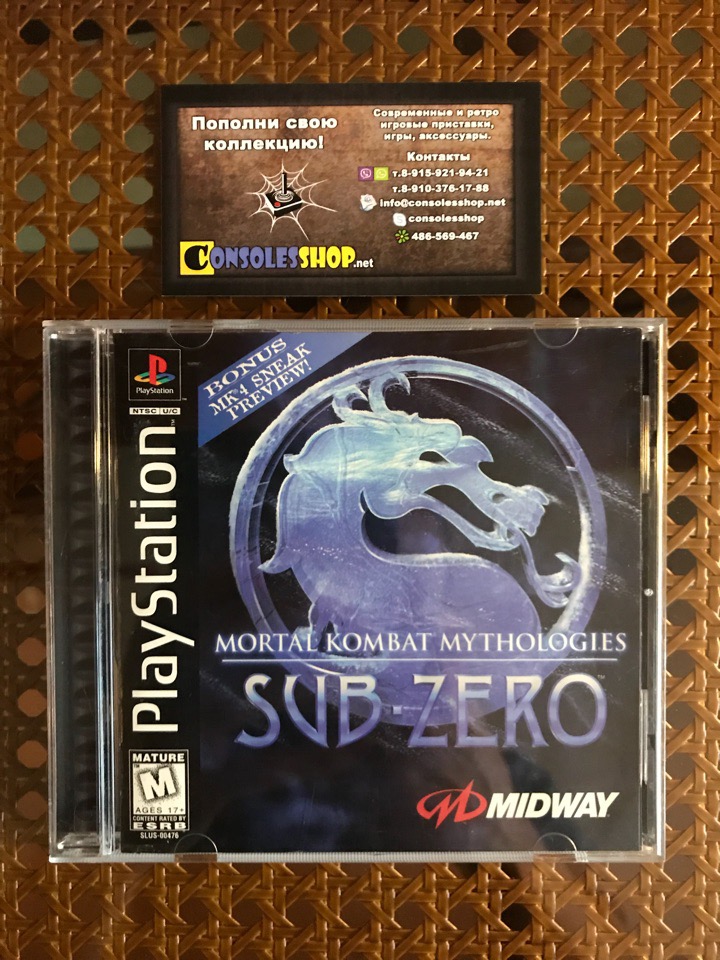 Пополни свою
коллекцию!
Современные и ретро
игровые приставки,
игры, аксессуары.
Контакты
т.8-915-921-94-21
т.8-910-376-17-88
info@consolesshop.net
consolesshop
486-569-467
CONSOLESSHOP.net
PlayStation
NTSC U/C
PlayStation
BONUS
MK4 SNEAK
PREVIEW!
MORTAL KOMBAT MYTHOLOGIES
SUB-ZERO™
MATURE
M
AGES 17+
CONTENT RATED BY
ESRB
SLUS-00476
MIDWAY